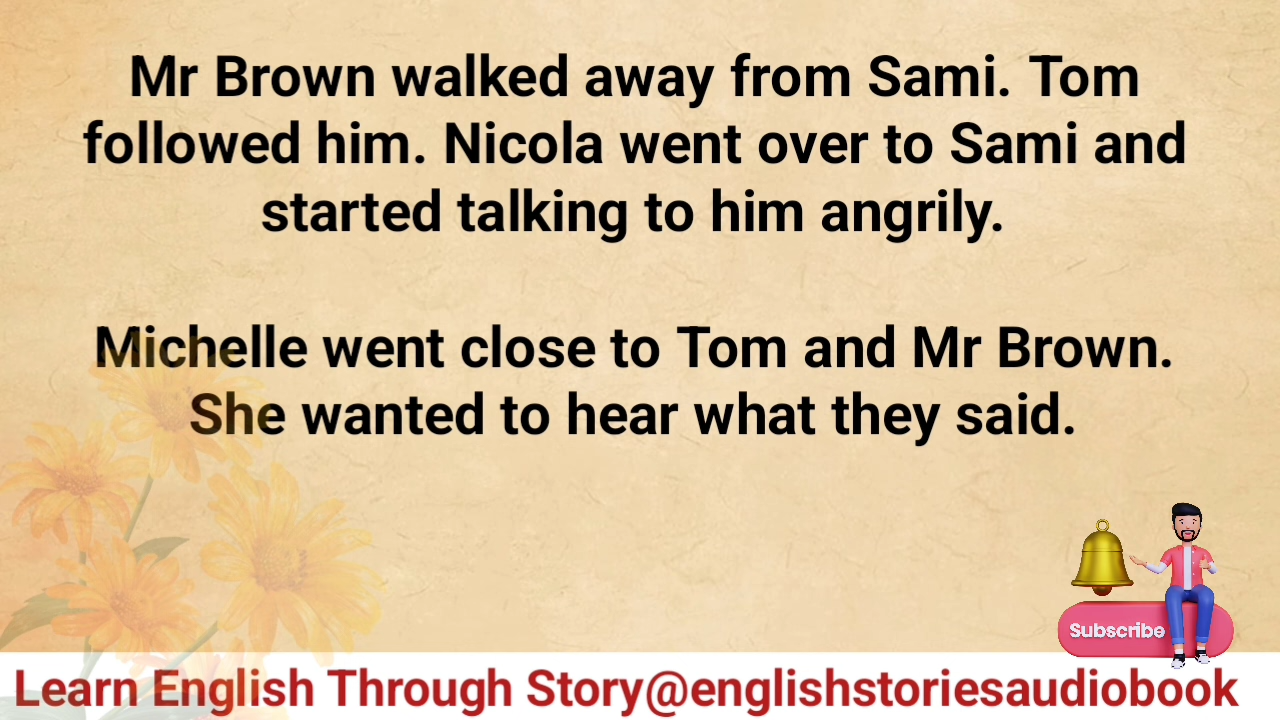 Mr Brown walked away from Sami. Tom
followed him. Nicola went over to Sami and
started talking to him angrily.
Michelle went close to Tom and Mr Brown.
She wanted to hear what they said.
Subscribe
Learn English Through Story@englishstoriesaudiobook